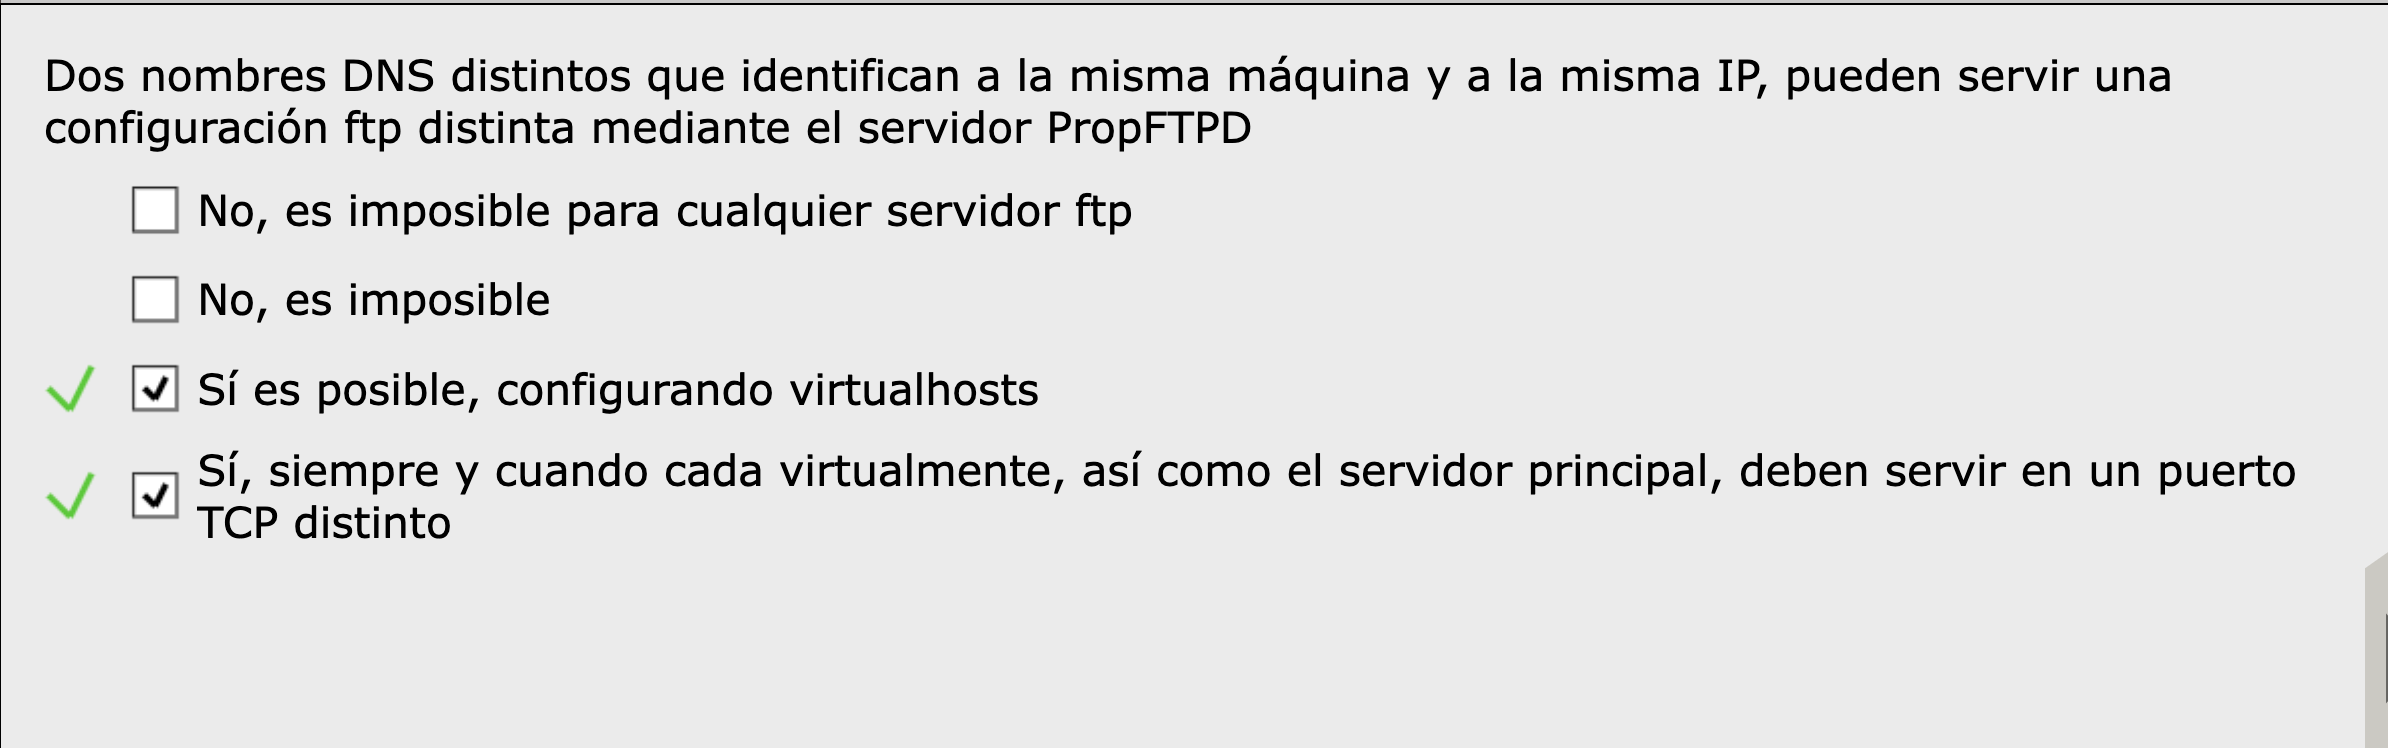 Dos nombres DNS distintos que identifican a la misma máquina y a la misma IP, pueden servir una
configuración ftp distinta mediante el servidor PropFTPD
No, es imposible para cualquier servidor ftp
No, es imposible
Sí es posible, configurando virtualhosts
Sí, siempre y cuando cada virtualmente, así como el servidor principal, deben servir en un puerto
TCP distinto